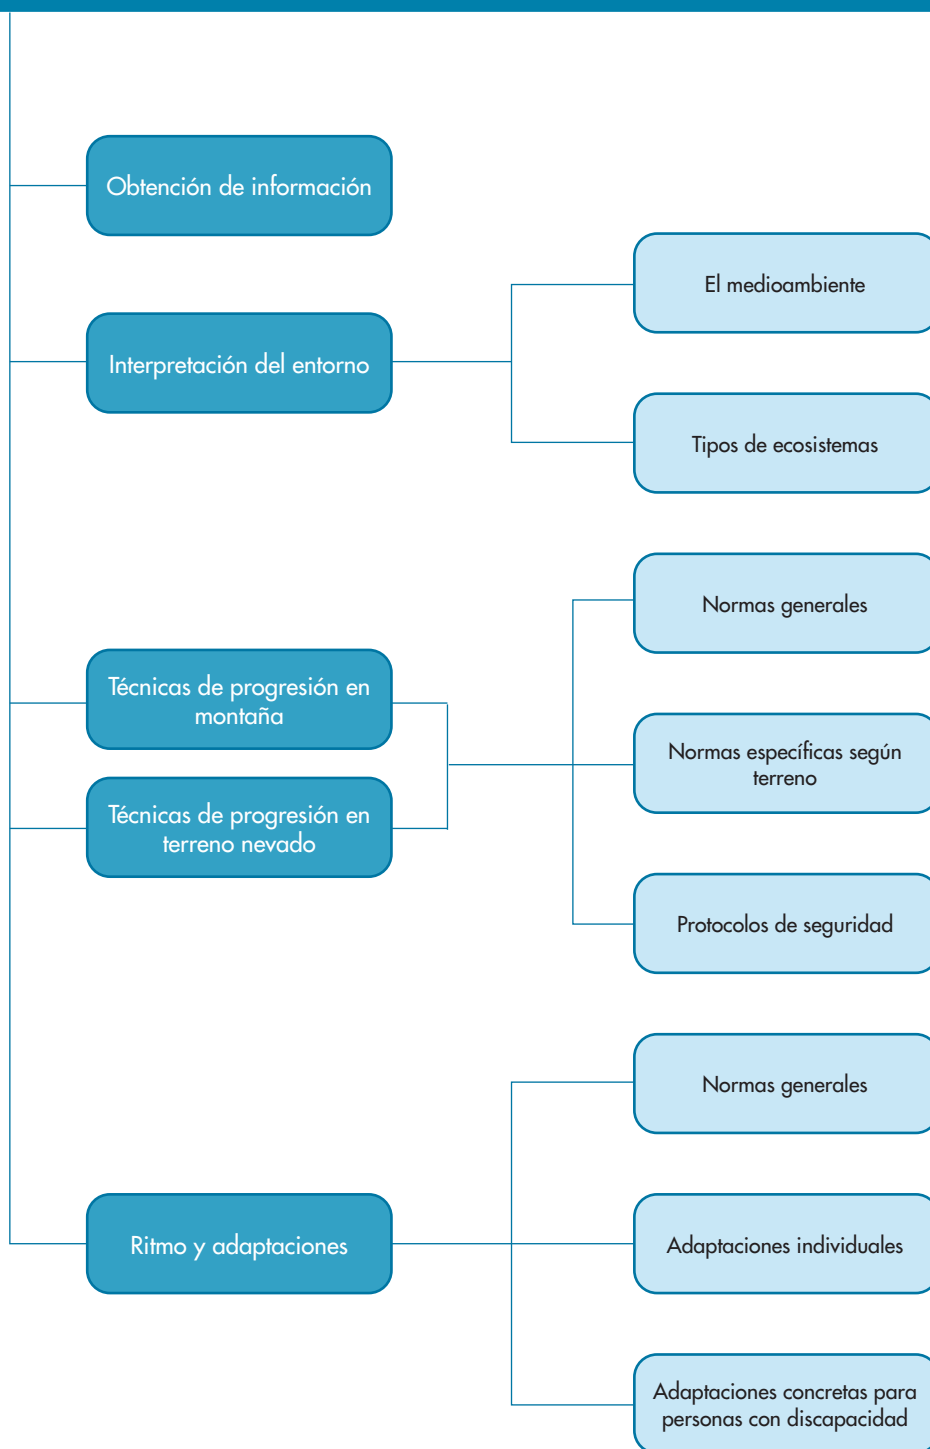 Obtención de información
Interpretación del entorno
El medioambiente
Tipos de ecosistemas
Técnicas de progresión en
montaña
Técnicas de progresión en
terreno nevado
Normas generales
Normas específicas según
terreno
Protocolos de seguridad
Ritmo y adaptaciones
Normas generales
Adaptaciones individuales
Adaptaciones concretas para
personas con discapacidad